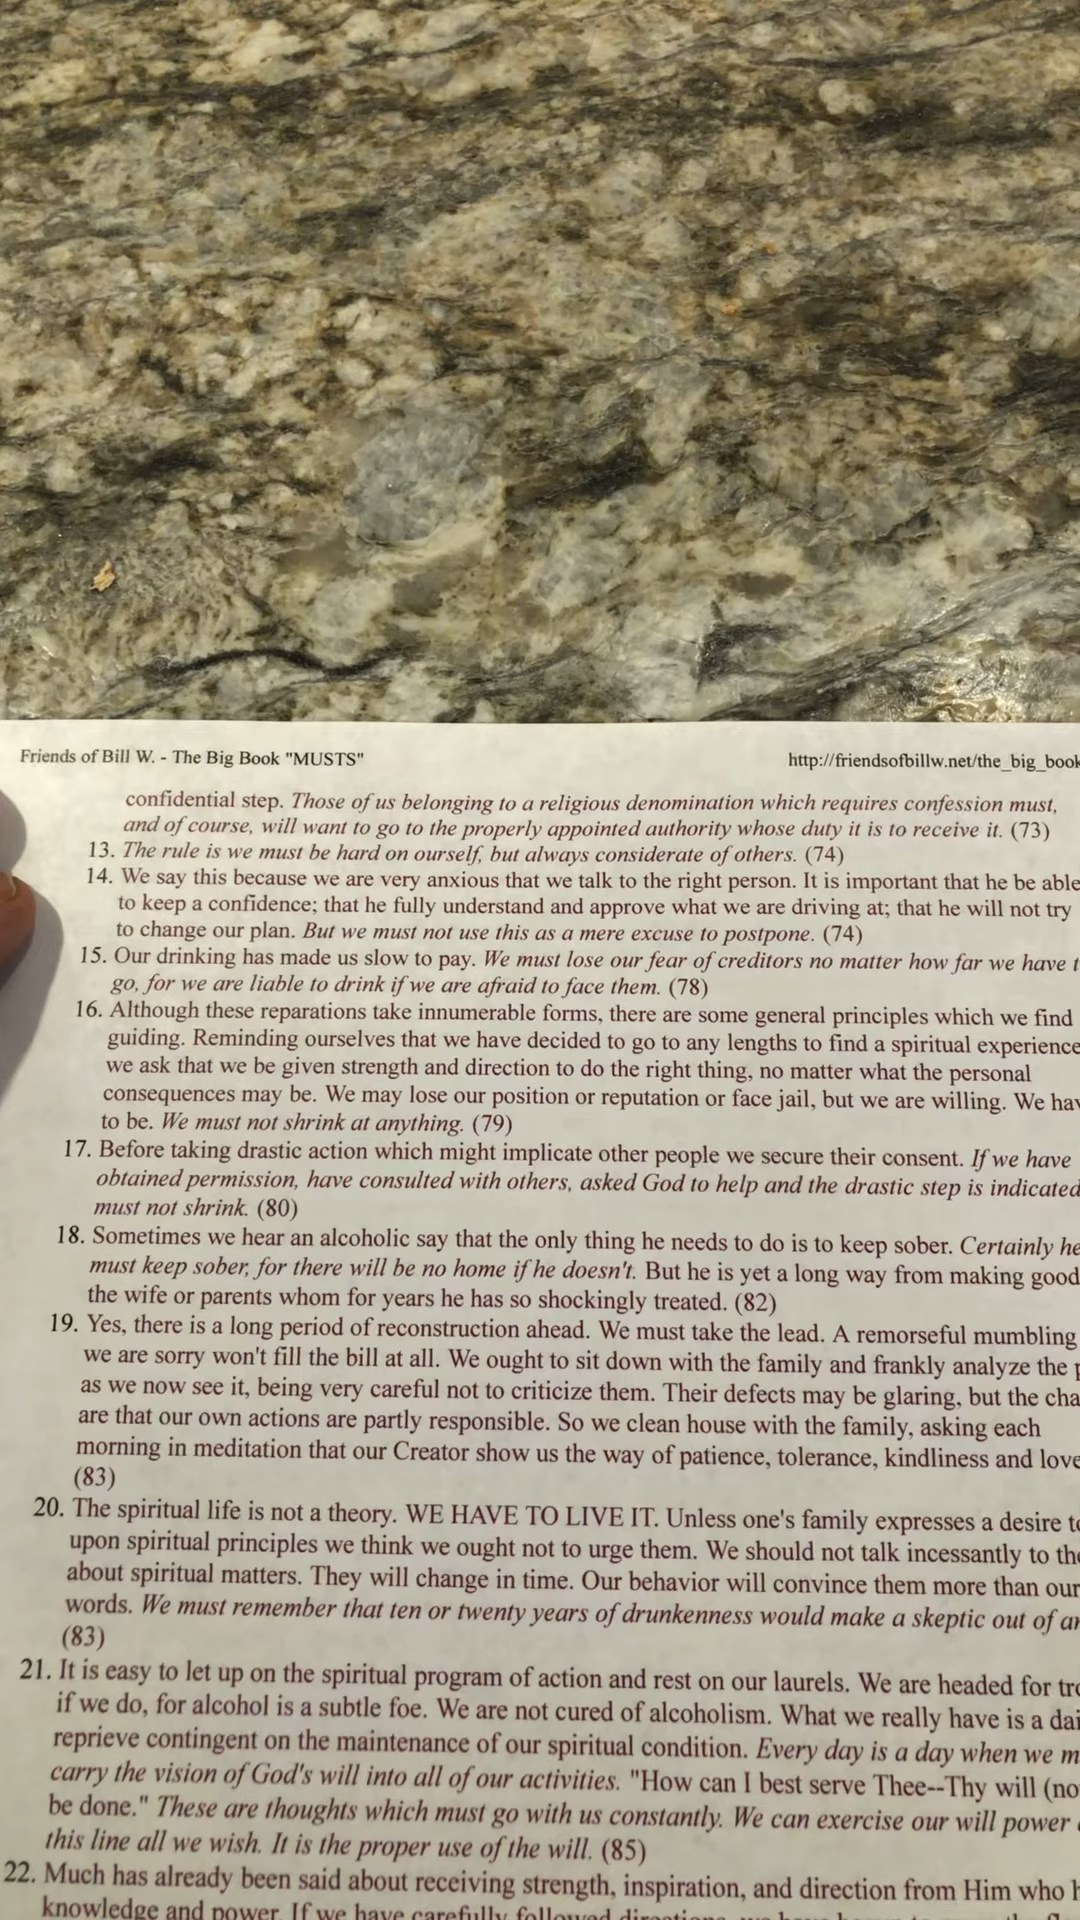 Friends of Bill W. - The Big Book "MUSTS"
http://friendsofbillw.net/the_big_book
confidential step. Those of us belonging to a religious denomination which requires confession must,
and of course, will want to go to the properly appointed authority whose duty it is to receive it. (73)
13. The rule is we must be hard on ourself, but always considerate of others. (74)
14. We say this because we are very anxious that we talk to the right person. It is important that he be able
to keep a confidence; that he fully understand and approve what we are driving at; that he will not try
to change our plan. But we must not use this as a mere excuse to postpone. (74)
15. Our drinking has made us slow to pay. We must lose our fear of creditors no matter how far we have
go, for we are liable to drink if we are afraid to face them. (78)
16. Although these reparations take innumerable forms, there are some general principles which we find
guiding. Reminding ourselves that we have decided to go to any lengths to find a spiritual experience
we ask that we be given strength and direction to do the right thing, no matter what the personal
consequences may be. We may lose our position or reputation or face jail, but we are willing. We
to be. We must not shrink at anything. (79)
17. Before taking drastic action which might implicate other people we secure their consent. If we have
obtained permission, have consulted with others, asked God to help and the drastic step is indicated
must not shrink. (80)
18. Sometimes we hear an alcoholic say that the only thing he needs to do is to keep sober. Certainly he
must keep sober, for there will be no home if he doesn't. But he is yet a long way from making good
the wife or parents whom for years he has so shockingly treated. (82)
19. Yes, there is a long period of reconstruction ahead. We must take the lead. A remorseful mumbling
we are sorry won't fill the bill at all. We ought to sit down with the family and frankly analyze the
as we now see it, being very careful not to criticize them. Their defects may be glaring, but the
are that our own actions are partly responsible. So we clean house with the family, asking each
morning in meditation that our Creator show us the way of patience, tolerance, kindliness and love
(83)
20. The spiritual life is not a theory. WE HAVE TO LIVE IT. Unless one's family expresses a desire
upon spiritual principles we think we ought not to urge them. We should not talk incessantly to
about spiritual matters. They will change in time. Our behavior will convince them more than our
words. We must remember that ten or twenty years of drunkenness would make a skeptic out of
(83)
21. It is easy to let up on the spiritual program of action and rest on our laurels. We are headed for
if we do, for alcohol is a subtle foe. We are not cured of alcoholism. What we really have is a
reprieve contingent on the maintenance of our spiritual condition. Every day is a day when we
carry the vision of God's will into all of our activities. "How can I best serve Thee--Thy will
be done." These are thoughts which must go with us constantly. We can exercise our will power
this line all we wish. It is the proper use of the will. (85)
22. Much has already been said about receiving strength, inspiration, and direction from Him who
knowledge and power. If we have carefully followed